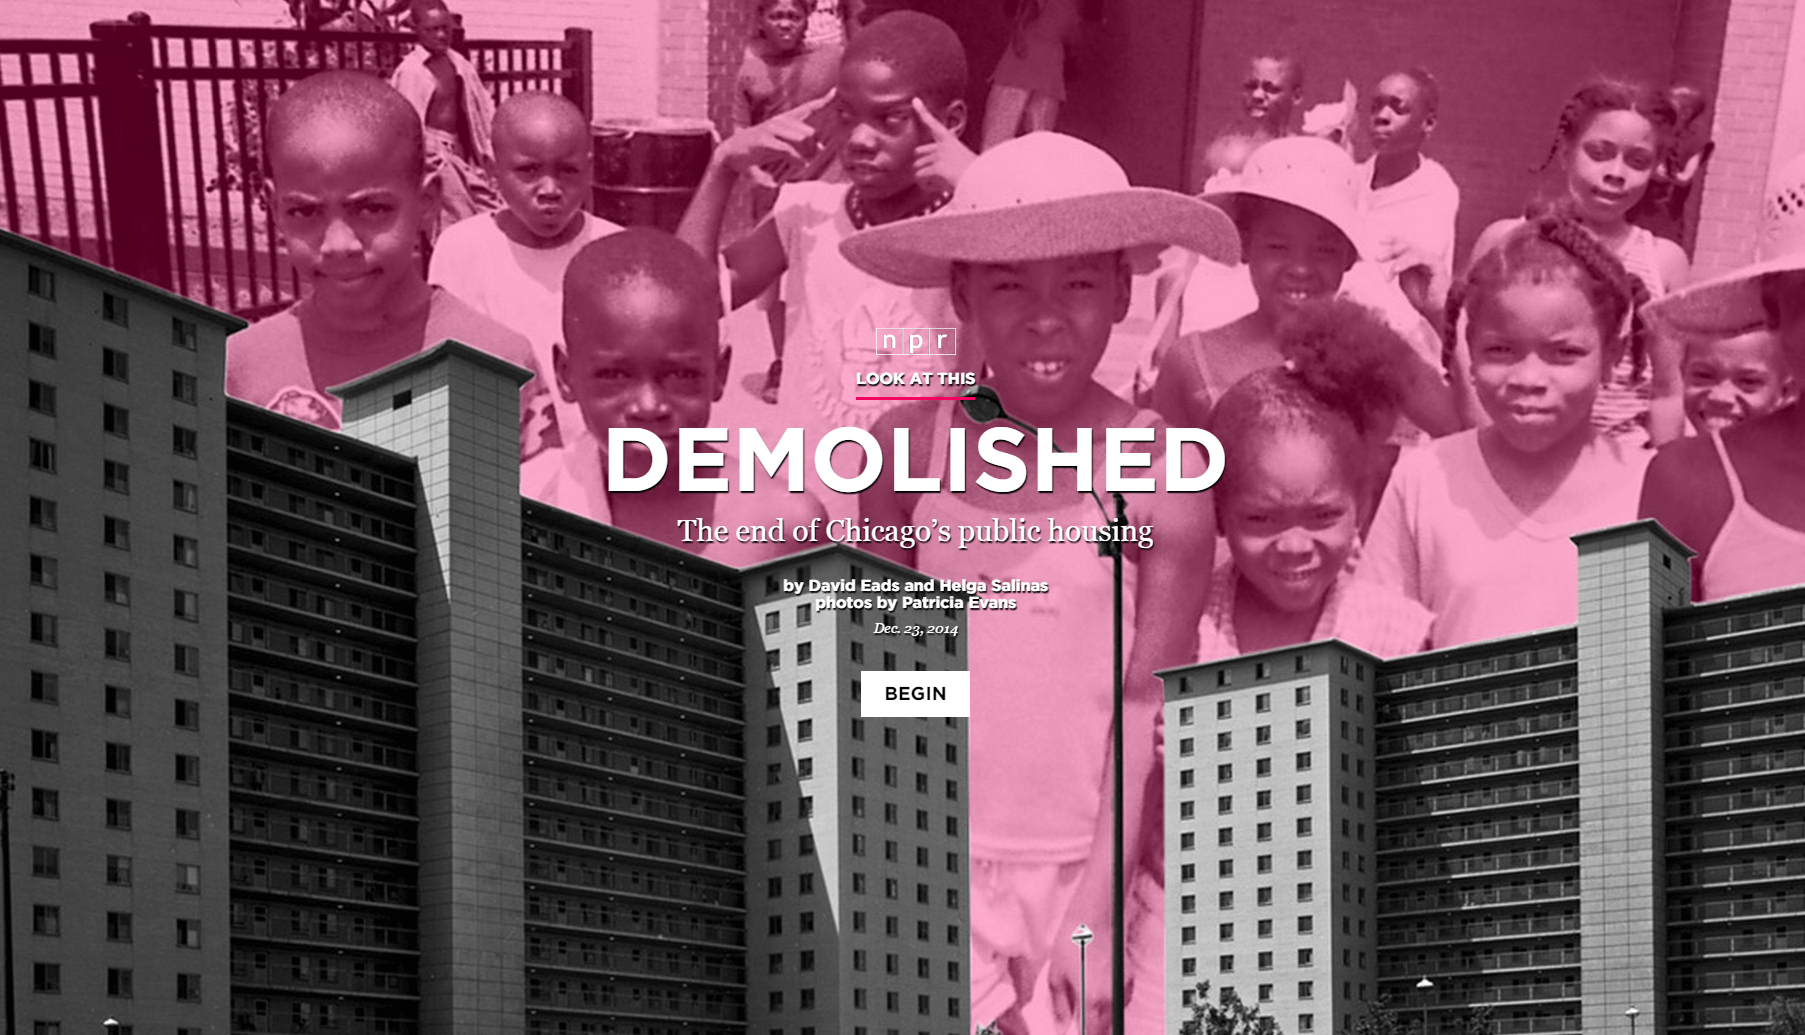 npr
LOOK AT THIS
DEMOLISHED
The end of Chicago’s public housing
by David Eads and Helga Salinas
photos by Patricia Evans
Dec. 23, 2014
BEGIN